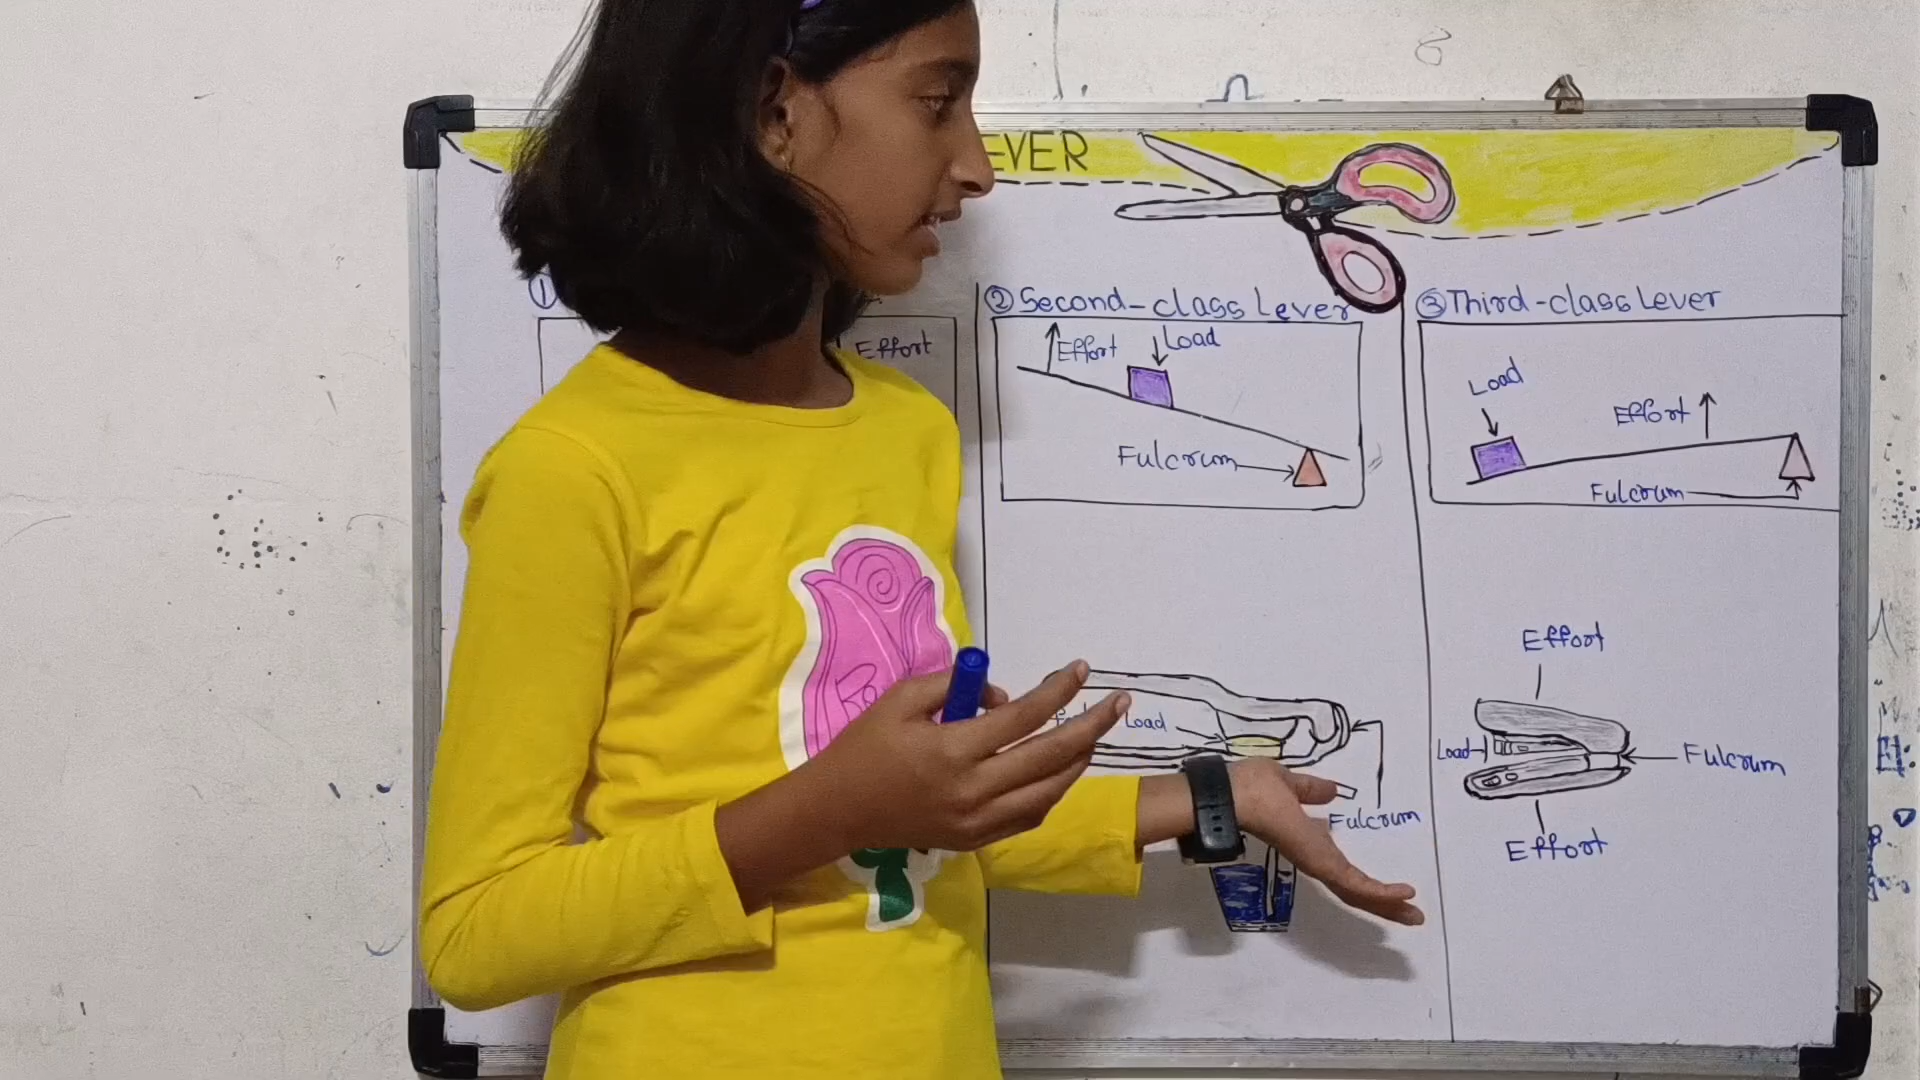 EVER
①
Effort
② Second-class Lever
Effort
Load
Fulcrum
③ Third-class Lever
Load
Effort
Fulcrum
Load
Fulcrum
Effort
Load
Fulcrum
Effort